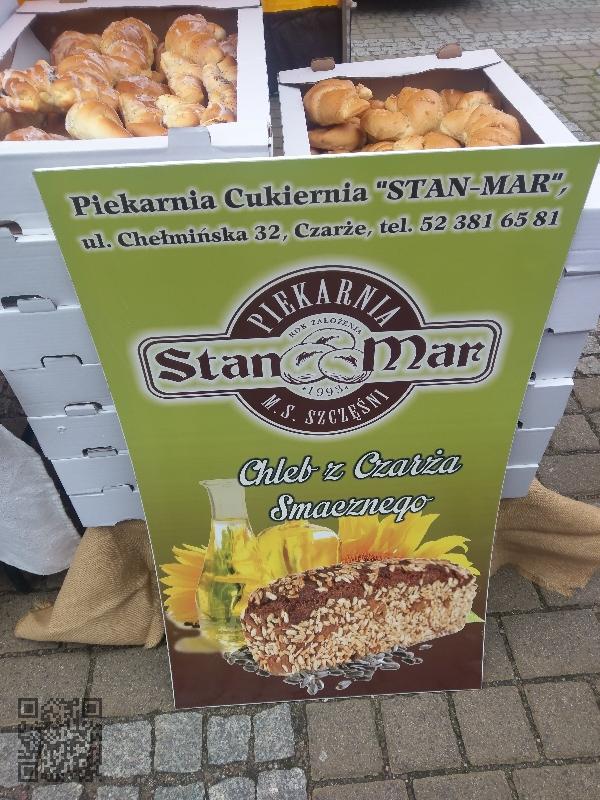 Piekarnia Cukiernia "STAN-MAR",
ul. Chełmińska 32, Czarże, tel. 52 381 65 81
PIEKARNIA
ROK ZAŁOŻENIA
Stan Mar
•1993•
M.S. SZCZĘŚNI
Chleb z Czarża
Smacznego